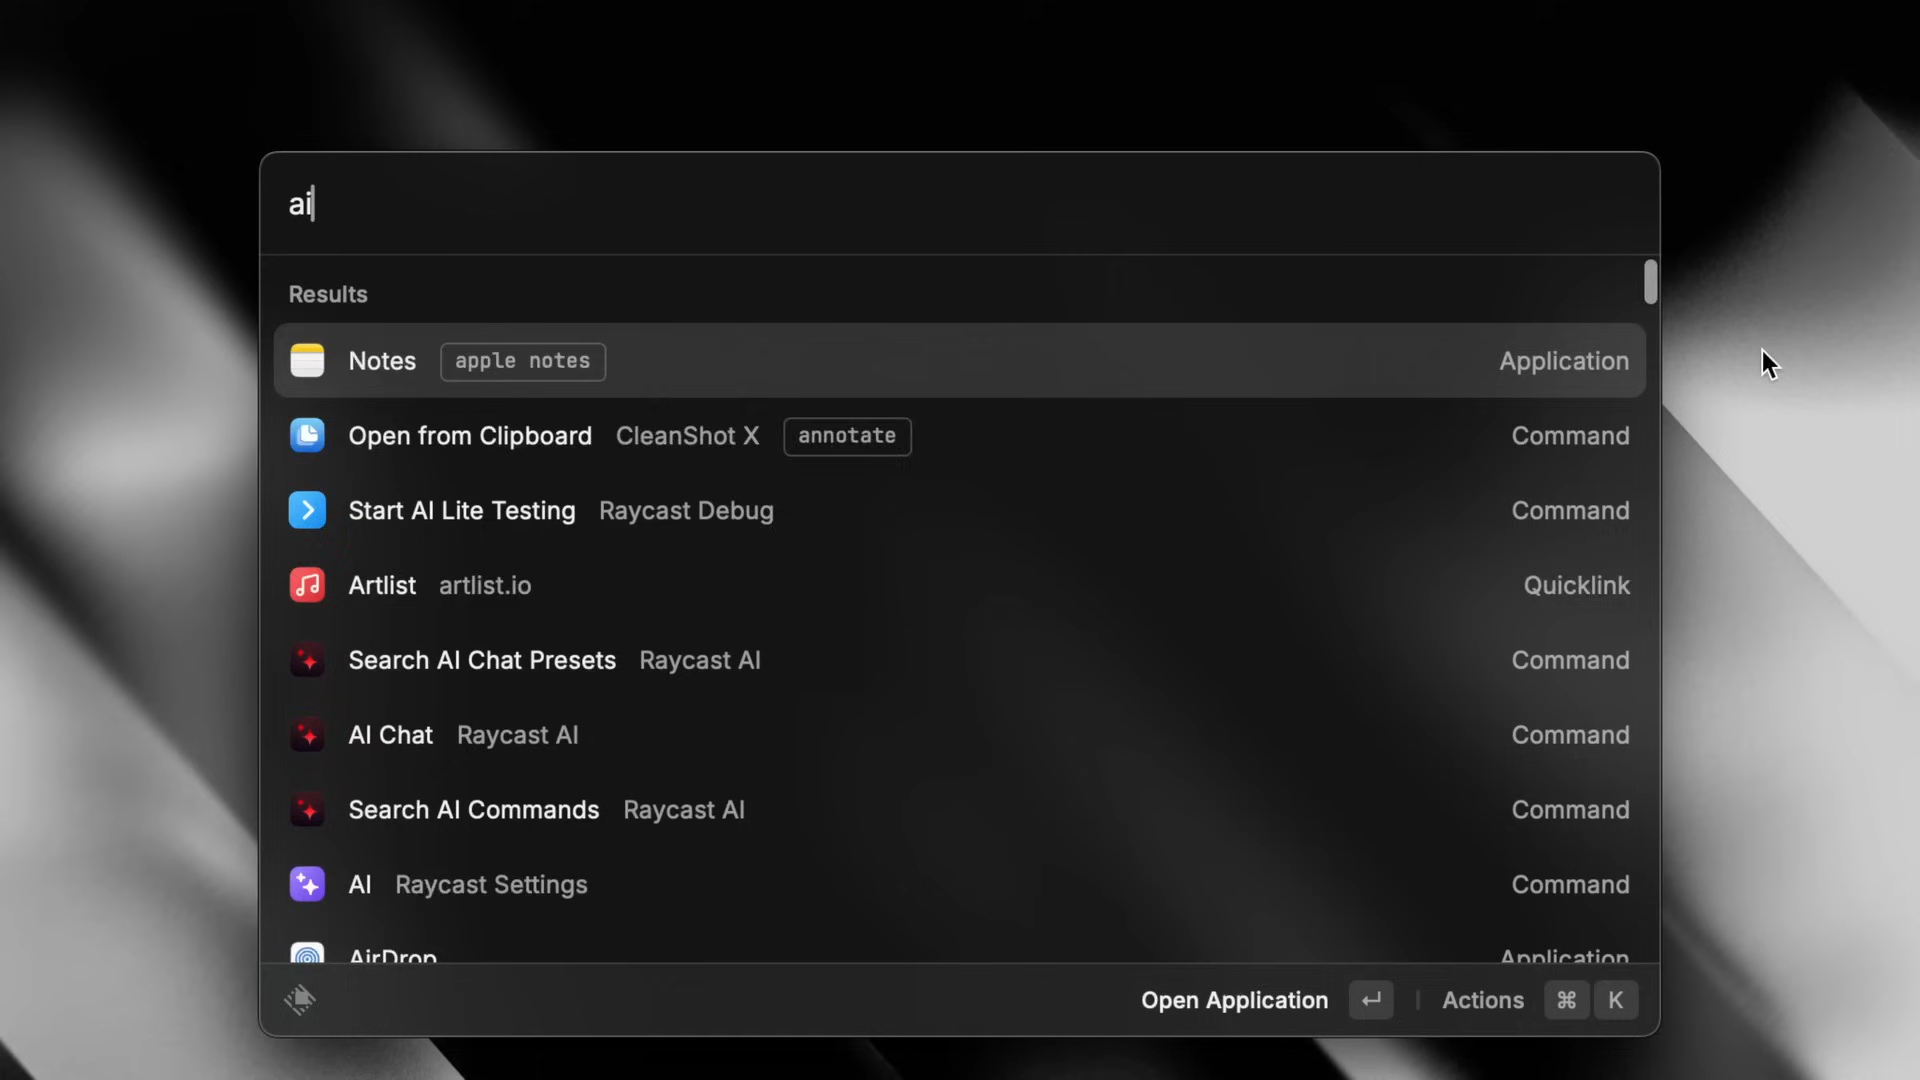 ai
Results
Notes apple notes Application
Open from Clipboard CleanShot X annotate Command
Start AI Lite Testing Raycast Debug Command
Artlist artlist.io Quicklink
Search AI Chat Presets Raycast AI Command
AI Chat Raycast AI Command
Search AI Commands Raycast AI Command
AI Raycast Settings Command
AirDrop Application
Open Application ↵ | Actions ⌘ K